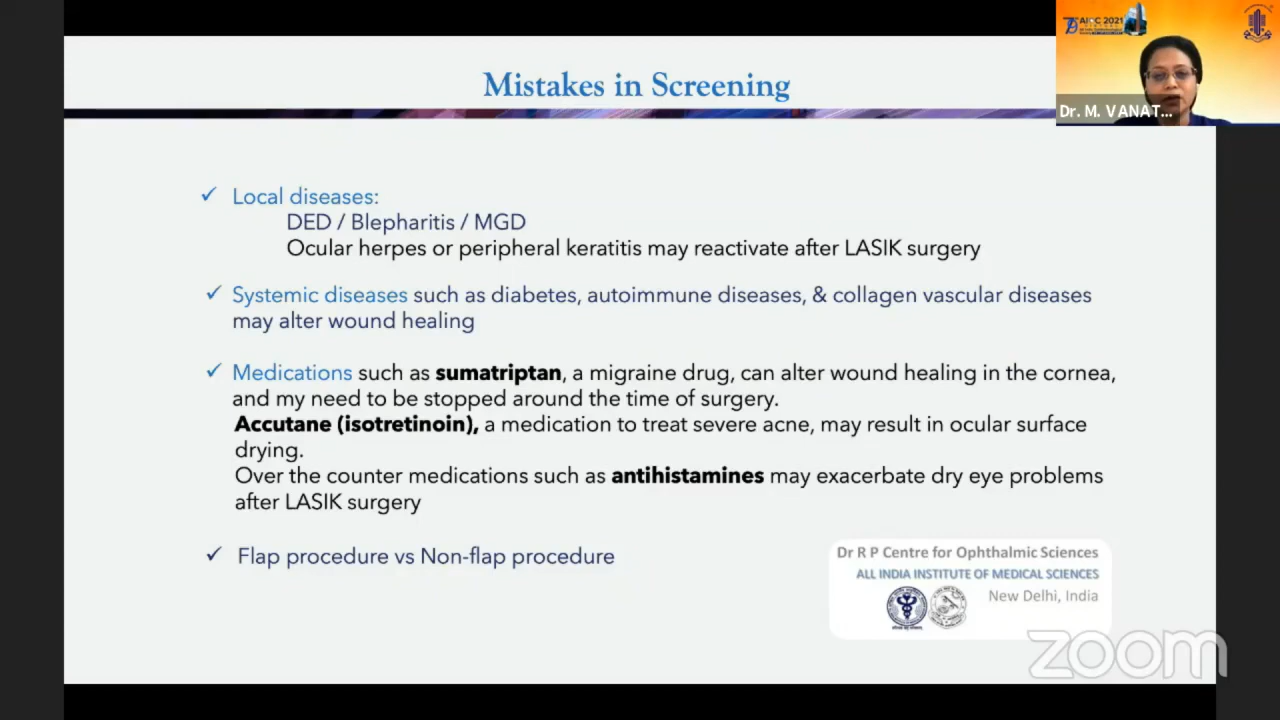 Mistakes in Screening
AIOC 2021
Dr. M. VANAT...
✓ Local diseases:
DED / Blepharitis / MGD
Ocular herpes or peripheral keratitis may reactivate after LASIK surgery
✓ Systemic diseases such as diabetes, autoimmune diseases, & collagen vascular diseases
may alter wound healing
✓ Medications such as sumatriptan, a migraine drug, can alter wound healing in the cornea,
and my need to be stopped around the time of surgery.
Accutane (isotretinoin), a medication to treat severe acne, may result in ocular surface
drying.
Over the counter medications such as antihistamines may exacerbate dry eye problems
after LASIK surgery
✓ Flap procedure vs Non-flap procedure
Dr R P Centre for Ophthalmic Sciences
ALL INDIA INSTITUTE OF MEDICAL SCIENCES
New Delhi, India
zoom